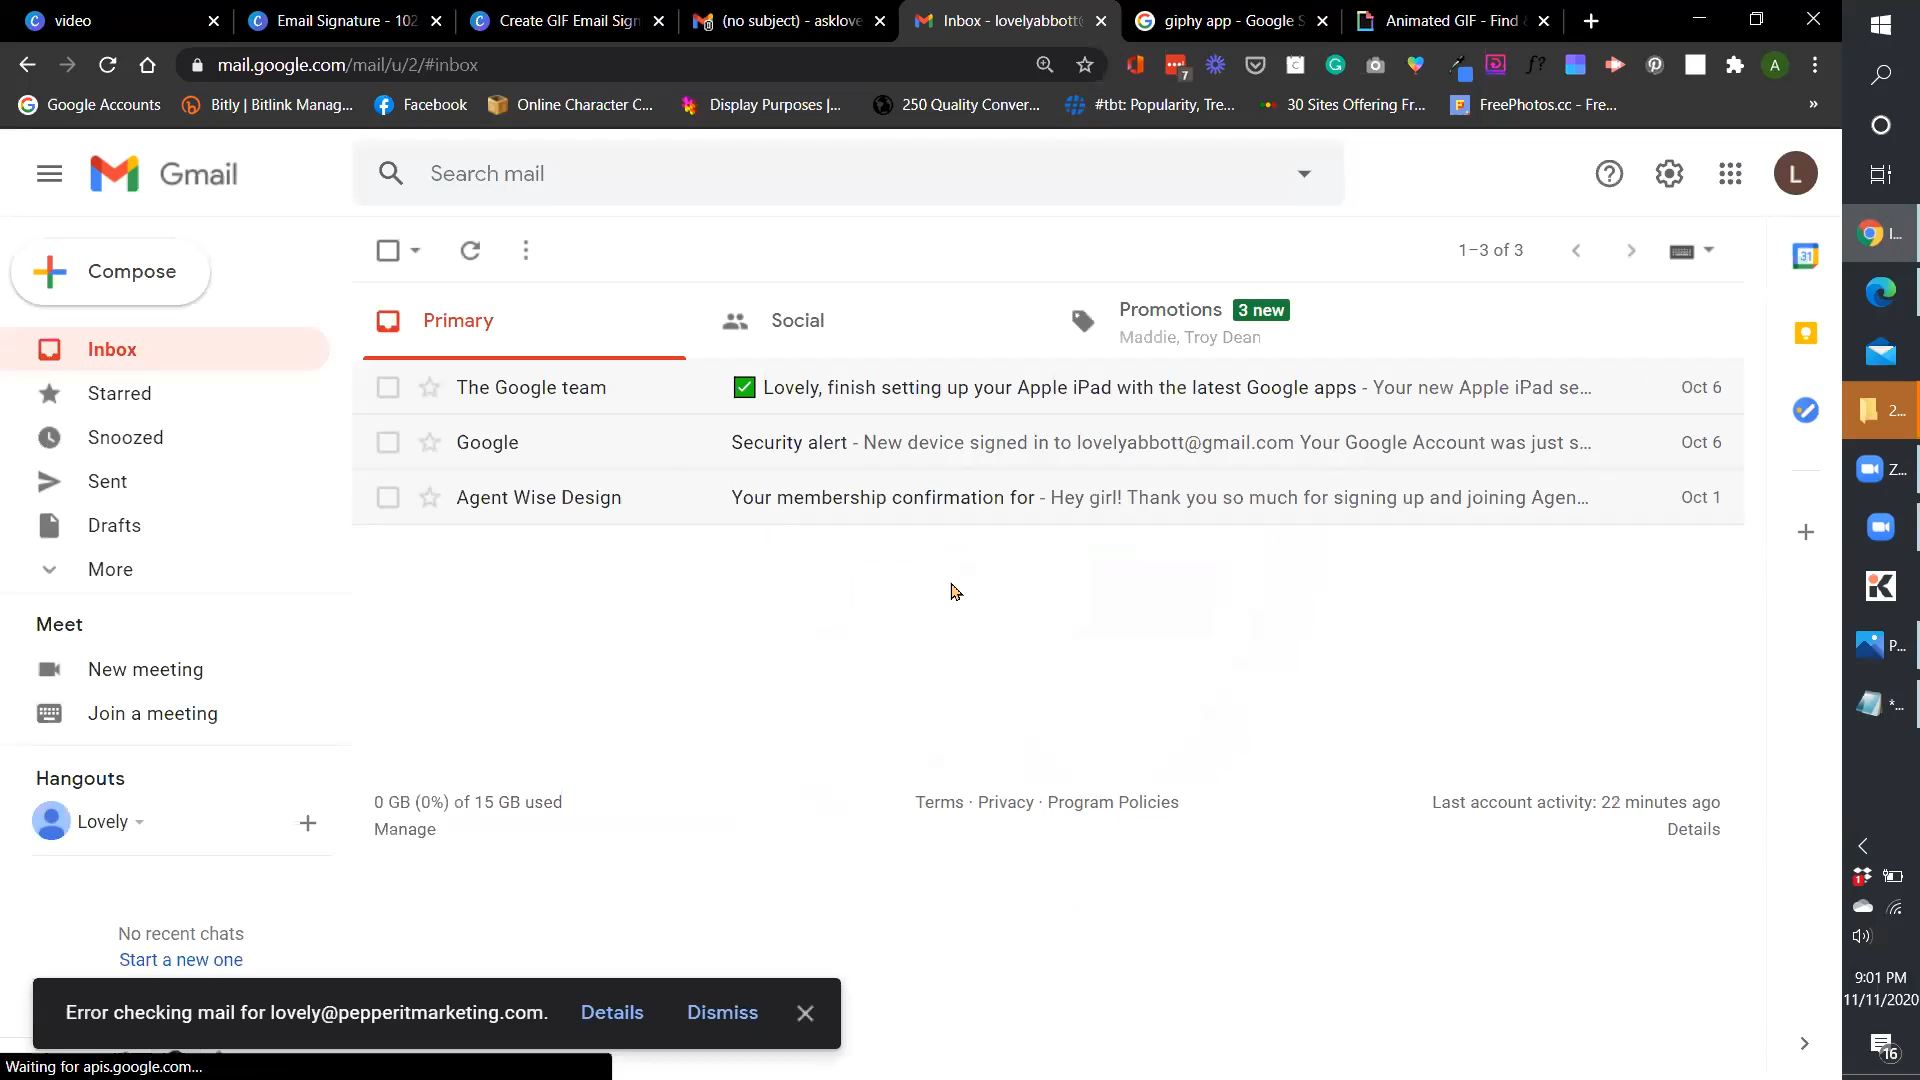 video
Email Signature - 102
Create GIF Email Sign
(no subject) - asklove
Inbox - lovelyabbott
giphy app - Google S
Animated GIF - Find
mail.google.com/mail/u/2/#inbox
7
A
Google Accounts
Bitly | Bitlink Manag...
Facebook
Online Character C...
Display Purposes |...
250 Quality Conver...
#tbt: Popularity, Tre...
30 Sites Offering Fr...
FreePhotos.cc - Fre...
»
Gmail
Search mail
L
Compose
1–3 of 3
31
Inbox
Starred
Snoozed
Sent
Drafts
More
Primary
Social
Promotions 3 new
Maddie, Troy Dean
The Google team
✅ Lovely, finish setting up your Apple iPad with the latest Google apps - Your new Apple iPad se...
Oct 6
Google
Security alert - New device signed in to lovelyabbott@gmail.com Your Google Account was just s...
Oct 6
Agent Wise Design
Your membership confirmation for - Hey girl! Thank you so much for signing up and joining Agen...
Oct 1
Meet
New meeting
Join a meeting
Hangouts
Lovely
No recent chats
Start a new one
0 GB (0%) of 15 GB used
Manage
Terms · Privacy · Program Policies
Last account activity: 22 minutes ago
Details
Error checking mail for lovely@pepperitmarketing.com.
Details
Dismiss
Waiting for apis.google.com...
I...
2...
Z...
P...
*...
1
9:01 PM
11/11/2020
16